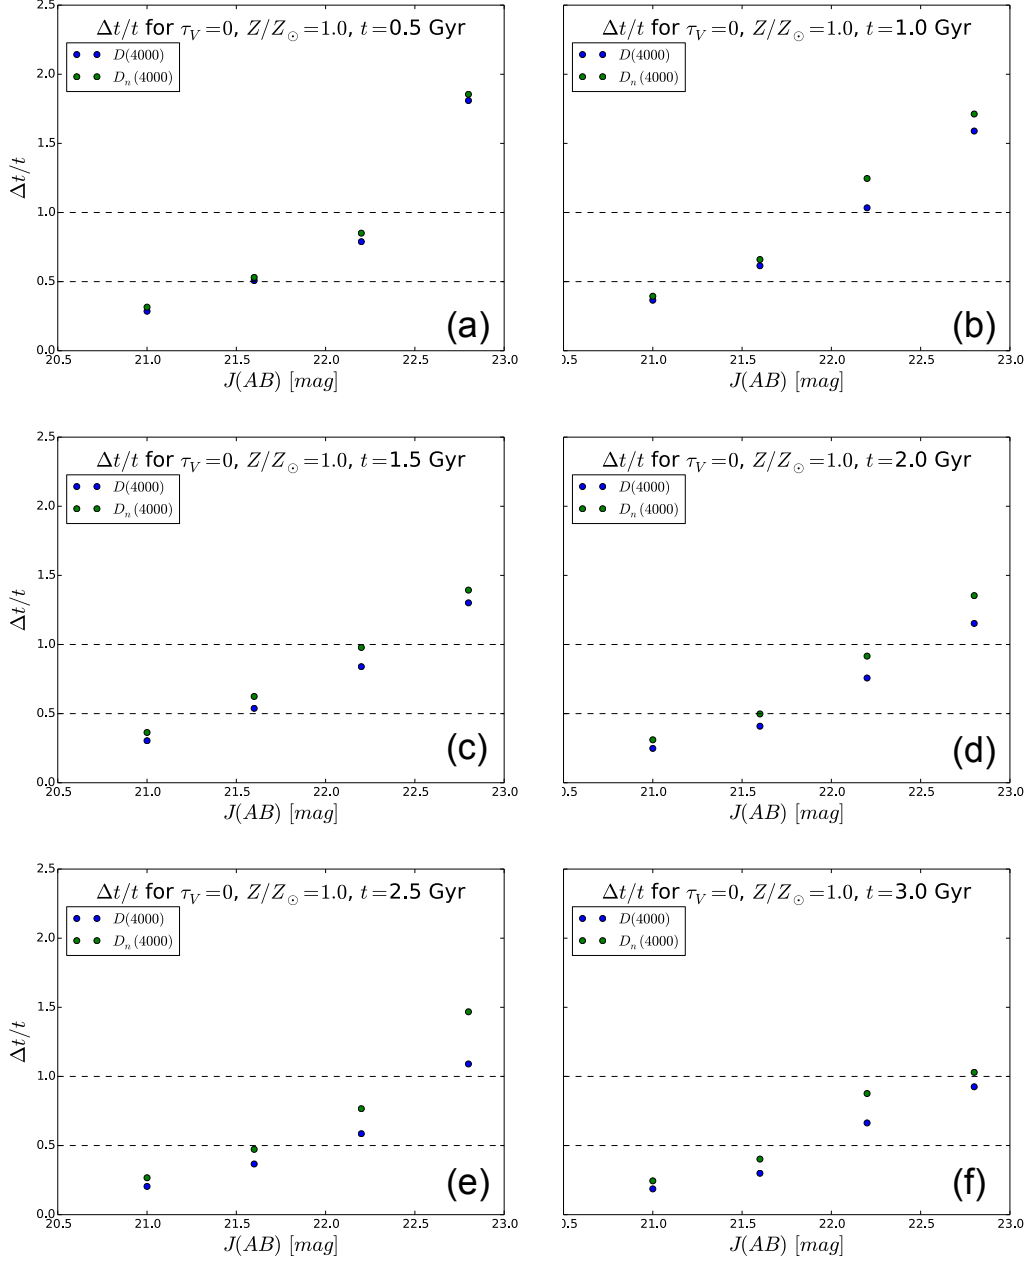 Δt/t for τ_V=0, Z/Z_⊙=1.0, t=0.5 Gyr
D(4000)
D_n(4000)
2.5
2.0
1.5
1.0
0.5
0.0
Δt/t
(a)
20.5 21.0 21.5 22.0 22.5 23.0
J(AB) [mag]
Δt/t for τ_V=0, Z/Z_⊙=1.0, t=1.0 Gyr
D(4000)
D_n(4000)
(b)
0.5 21.0 21.5 22.0 22.5 23.0
J(AB) [mag]
Δt/t for τ_V=0, Z/Z_⊙=1.0, t=1.5 Gyr
D(4000)
D_n(4000)
2.5
2.0
1.5
1.0
0.5
0.0
Δt/t
(c)
20.5 21.0 21.5 22.0 22.5 23.0
J(AB) [mag]
Δt/t for τ_V=0, Z/Z_⊙=1.0, t=2.0 Gyr
D(4000)
D_n(4000)
(d)
0.5 21.0 21.5 22.0 22.5 23.0
J(AB) [mag]
Δt/t for τ_V=0, Z/Z_⊙=1.0, t=2.5 Gyr
D(4000)
D_n(4000)
2.5
2.0
1.5
1.0
0.5
0.0
Δt/t
(e)
20.5 21.0 21.5 22.0 22.5 23.0
J(AB) [mag]
Δt/t for τ_V=0, Z/Z_⊙=1.0, t=3.0 Gyr
D(4000)
D_n(4000)
(f)
0.5 21.0 21.5 22.0 22.5 23.0
J(AB) [mag]